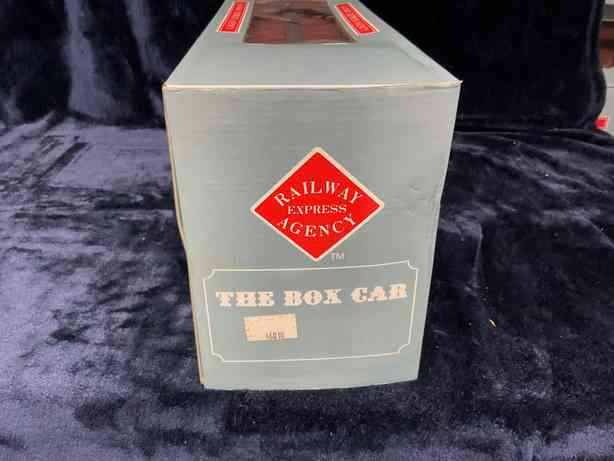 RAILWAY
EXPRESS
AGENCY
TM
THE BOX CAR